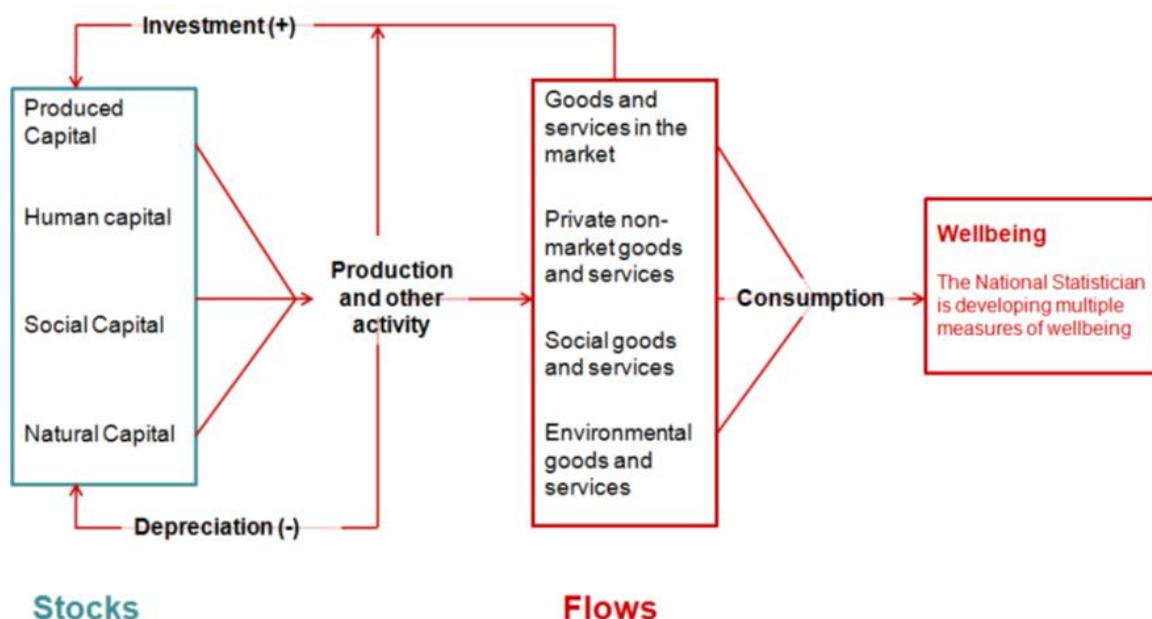 Investment (+)
Produced
Capital
Human capital
Social Capital
Natural Capital
Depreciation (-)
Production
and other
activity
Goods and
services in the
market
Private non-
market goods
and services
Social goods
and services
Environmental
goods and
services
Consumption
Wellbeing
The National Statistician
is developing multiple
measures of wellbeing
Stocks
Flows